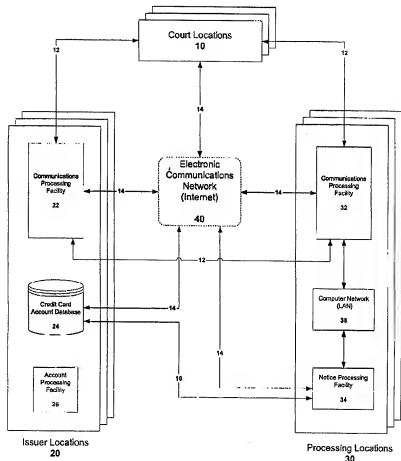 Court Locations
10
12
12
14
Electronic
Communications
Network
(Internet)
40
Communications
Processing
Facility
22
14
14
Communications
Processing
Facility
32
12
Credit Card
Account Database
24
14
14
Computer Network
(LAN)
36
Account
Processing
Facility
26
16
Notice Processing
Facility
34
Issuer Locations
20
Processing Locations
30